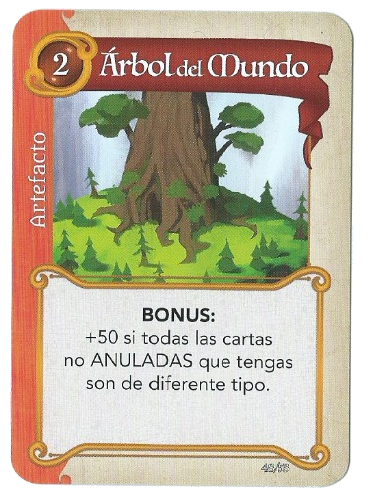 2
Árbol del Mundo
Artefacto
BONUS:
+50 si todas las cartas
no ANULADAS que tengas
son de diferente tipo.